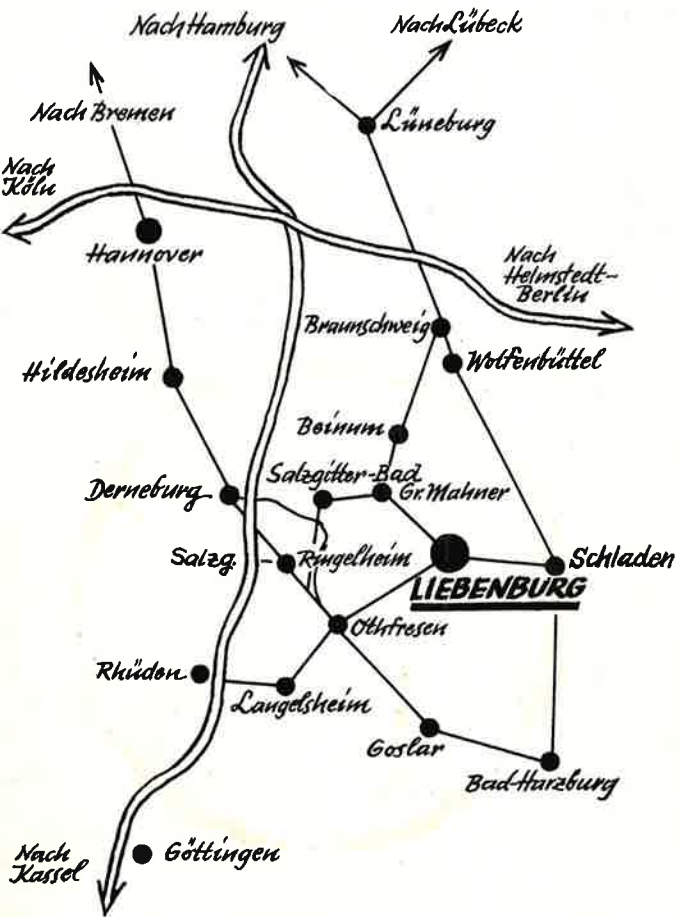 Nach Hamburg
Nach Lübeck
Nach Bremen
Lüneburg
Nach
Köln
Hannover
Nach
Helmstedt-
Berlin
Braunschweig
Wolfenbüttel
Hildesheim
Beinum
Salzgitter-Bad
Derneburg
Gr. Mahner
Salzg. - Ringelheim
Schladen
LIEBENBURG
Othfresen
Rhüden
Langelsheim
Goslar
Bad-Harzburg
Nach
Kassel
Göttingen